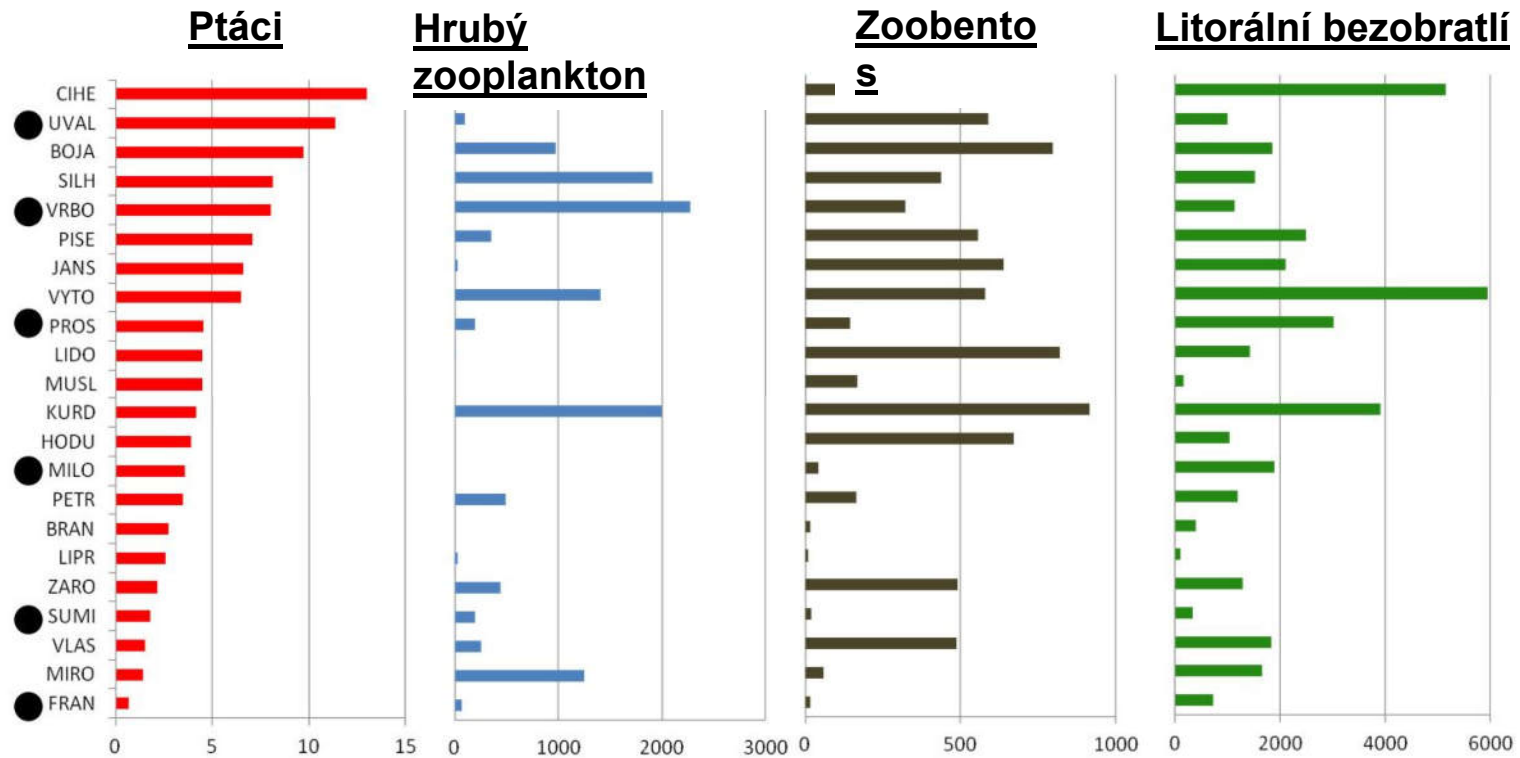 Ptáci
Hrubý
zooplankton
Zoobento
s
Litorální bezobratlí
CIHE
UVAL
BOJA
SILH
VRBO
PISE
JANS
VYTO
PROS
LIDO
MUSL
KURD
HODU
MILO
PETR
BRAN
LIPR
ZARO
SUMI
VLAS
MIRO
FRAN
0 5 10 15
0 1000 2000 3000
0 500 1000
0 2000 4000 6000